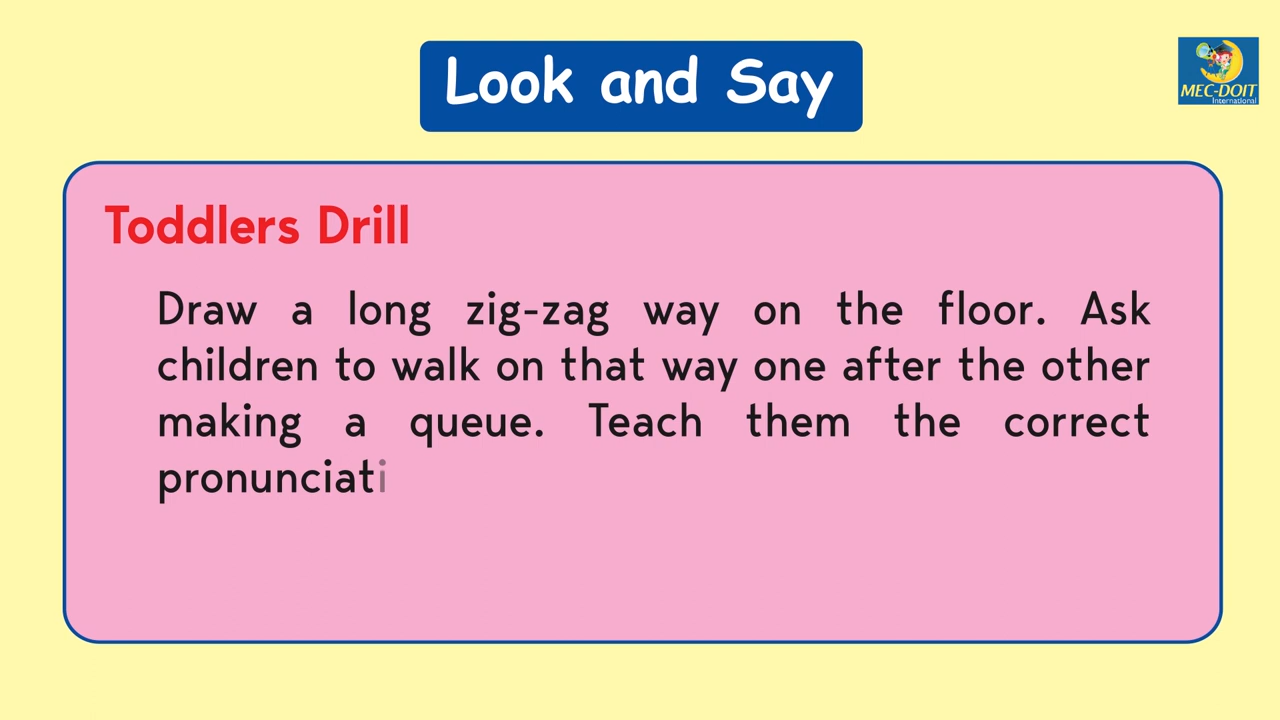 Look and Say
MEC-DOIT
International
Toddlers Drill
Draw a long zig-zag way on the floor. Ask
children to walk on that way one after the other
making a queue. Teach them the correct
pronunciati